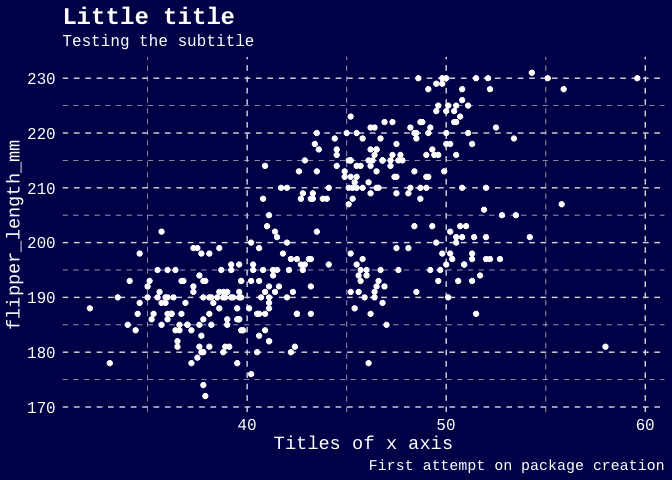 Little title
Testing the subtitle
flipper_length_mm
230
220
210
200
190
180
170
40
50
60
Titles of x axis
First attempt on package creation